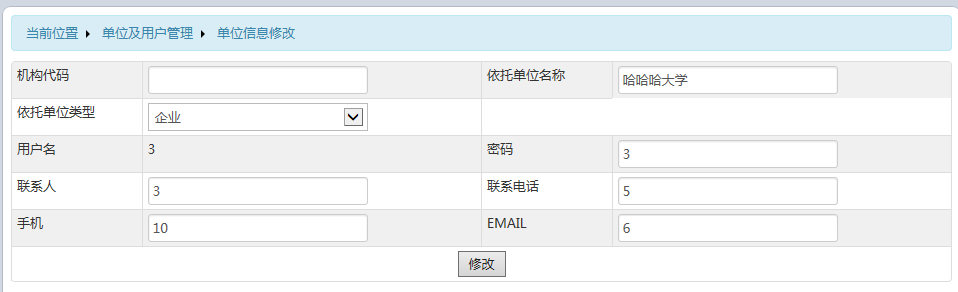 当前位置 单位及用户管理 单位信息修改
机构代码 依托单位名称 哈哈哈大学
依托单位类型 企业
用户名 3 密码 3
联系人 3 联系电话 5
手机 10 EMAIL 6
修改